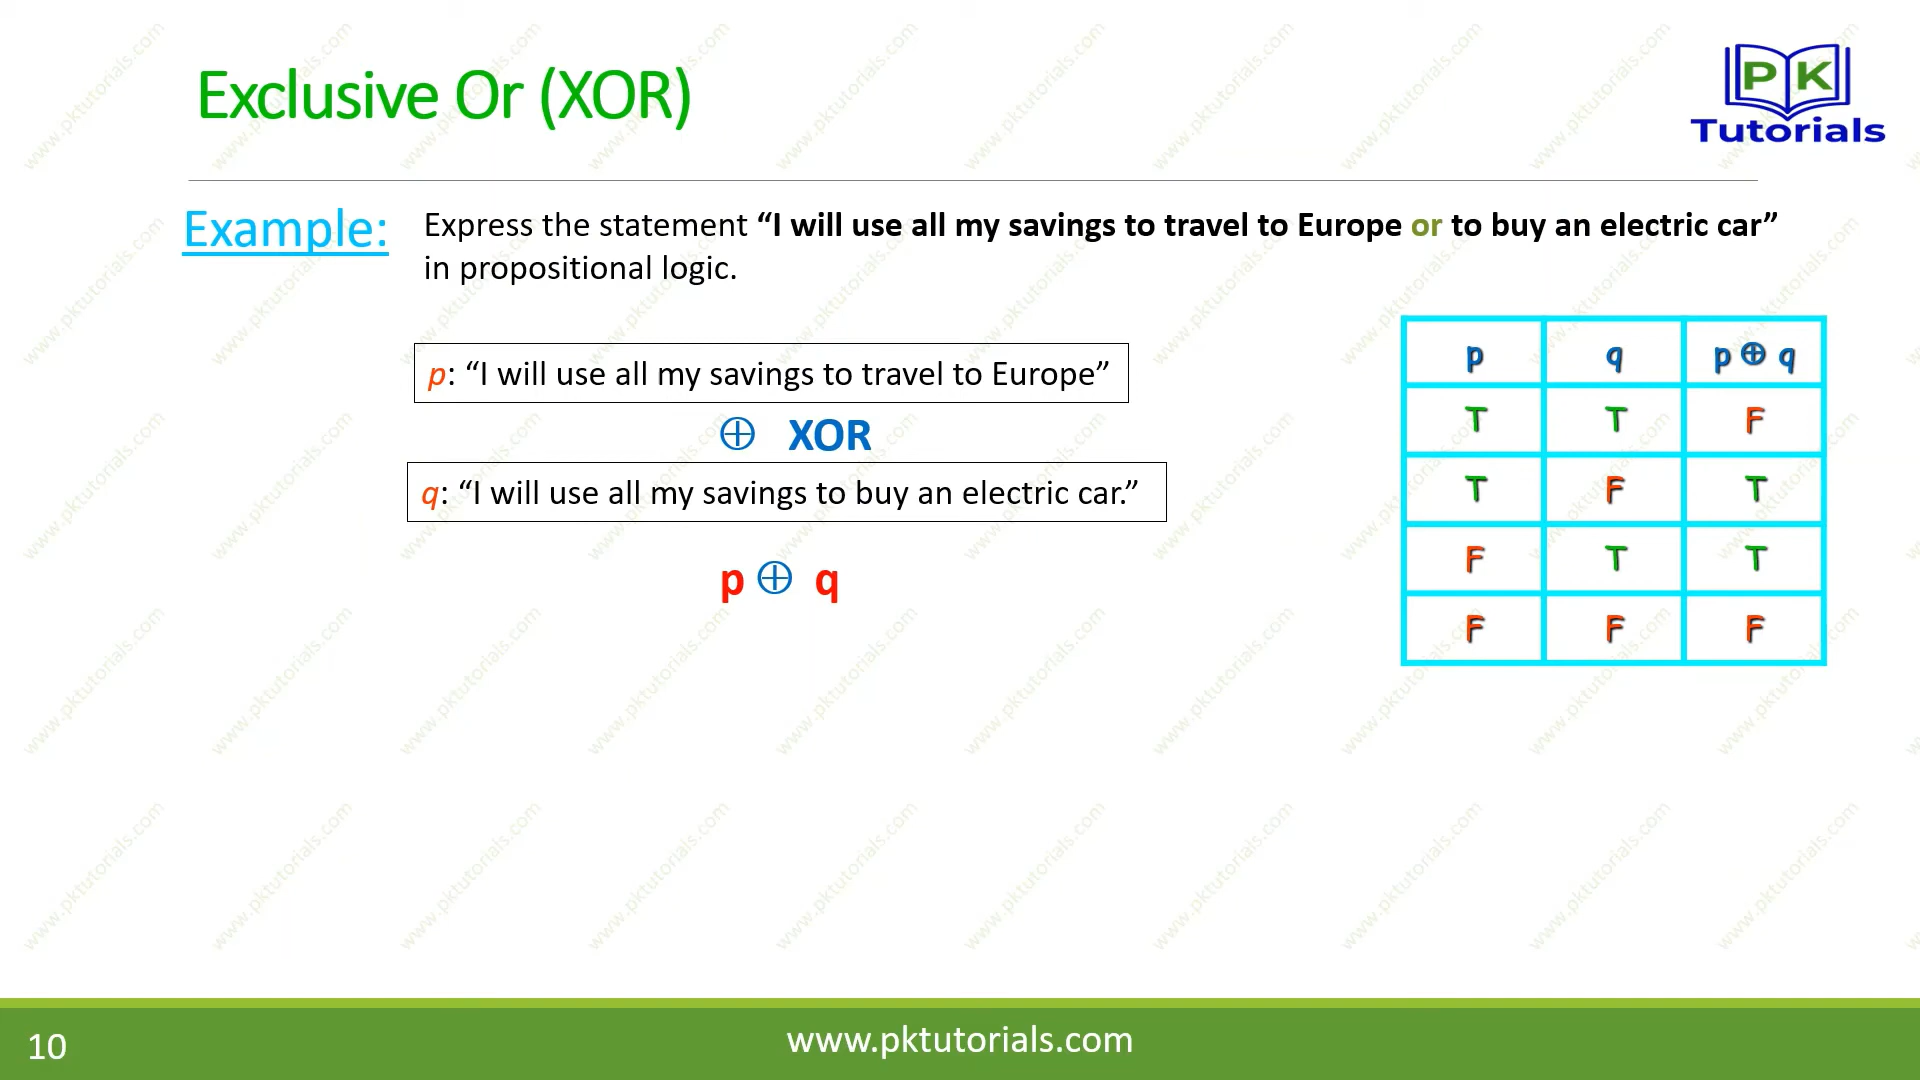 Exclusive Or (XOR)
PK
Tutorials
Example:
Express the statement “I will use all my savings to travel to Europe or to buy an electric car”
in propositional logic.
p: “I will use all my savings to travel to Europe”
⊕ XOR
q: “I will use all my savings to buy an electric car.”
p ⊕ q
p q p ⊕ q
T T F
T F T
F T T
F F F
10
www.pktutorials.com